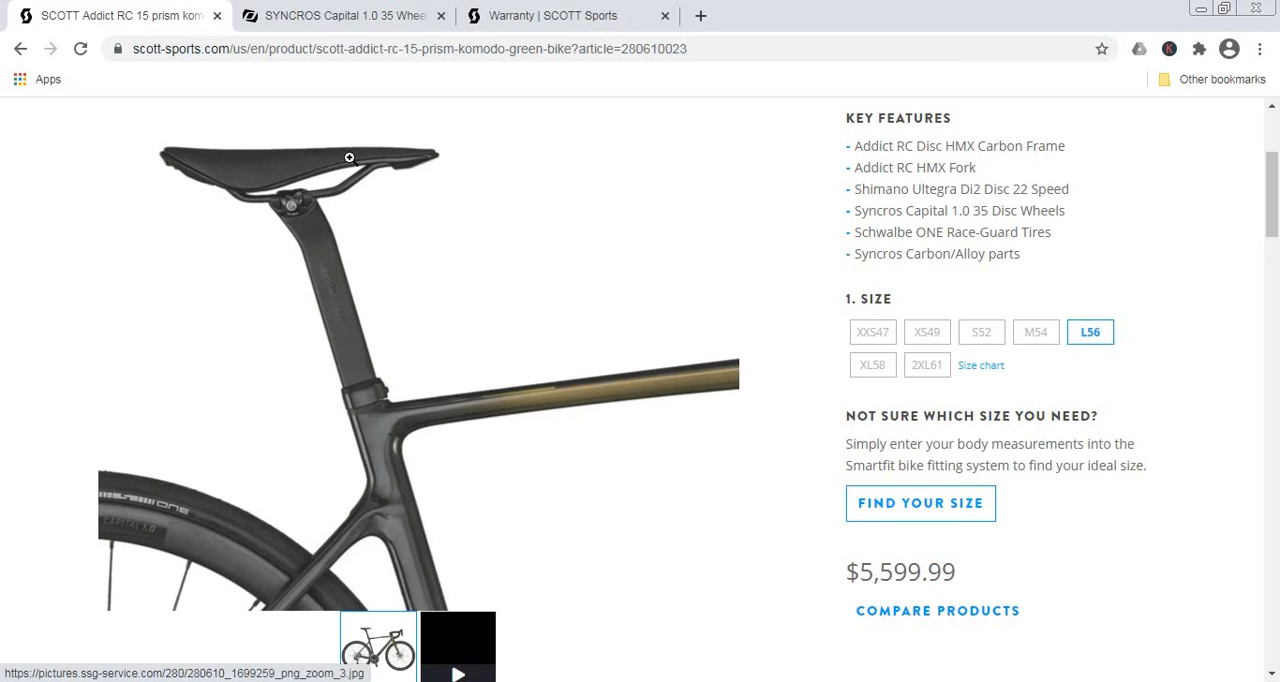 SCOTT Addict RC 15 prism kom
SYNCROS Capital 1.0 35 Whee
Warranty | SCOTT Sports
scott-sports.com/us/en/product/scott-addict-rc-15-prism-komodo-green-bike?article=280610023
K
Apps
Other bookmarks
KEY FEATURES
- Addict RC Disc HMX Carbon Frame
- Addict RC HMX Fork
- Shimano Ultegra Di2 Disc 22 Speed
- Syncros Capital 1.0 35 Disc Wheels
- Schwalbe ONE Race-Guard Tires
- Syncros Carbon/Alloy parts
1. SIZE
XXS47 XS49 S52 M54 L56
XL58 2XL61 Size chart
NOT SURE WHICH SIZE YOU NEED?
Simply enter your body measurements into the
Smartfit bike fitting system to find your ideal size.
FIND YOUR SIZE
$5,599.99
COMPARE PRODUCTS
ONE
CAPITAL 1.0
https://pictures.ssg-service.com/280/280610_1699259_png_zoom_3.jpg